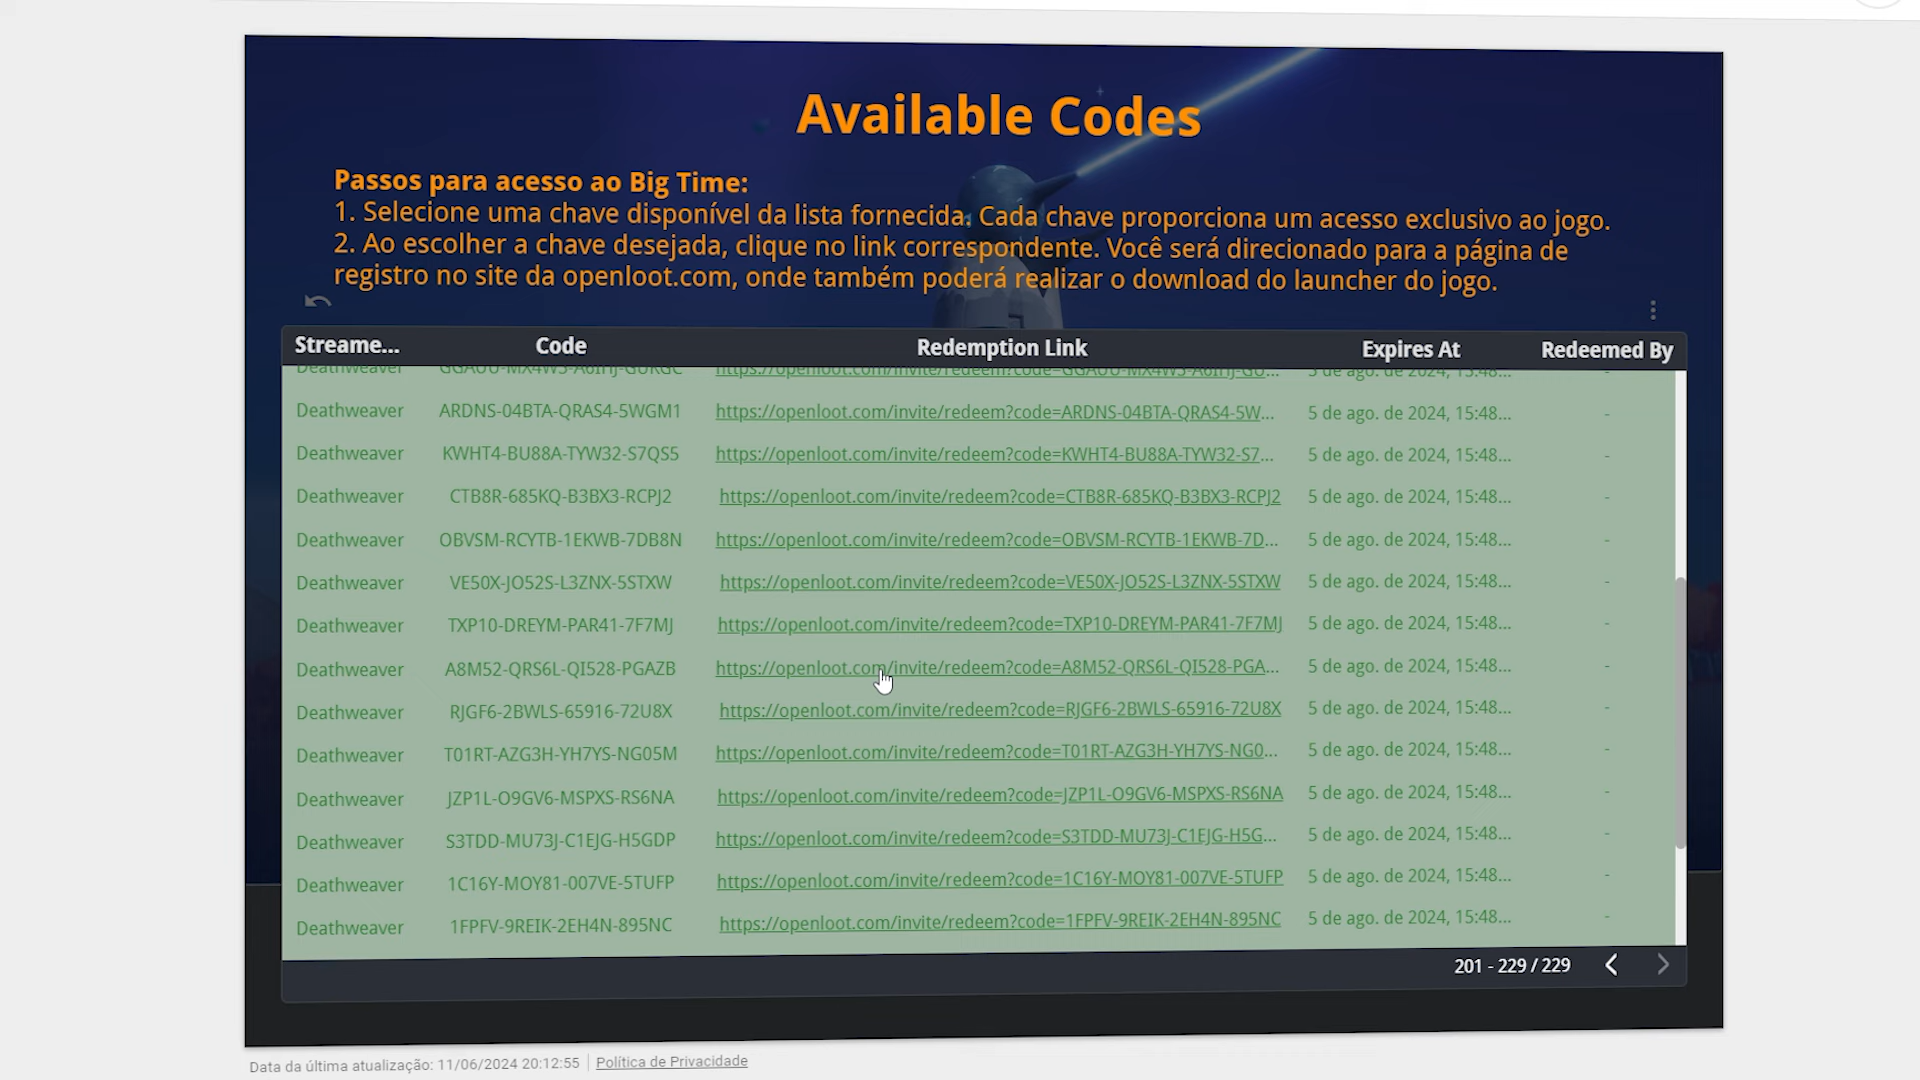 Available Codes
Passos para acesso ao Big Time:
1. Selecione uma chave disponível da lista fornecida. Cada chave proporciona um acesso exclusivo ao jogo.
2. Ao escolher a chave desejada, clique no link correspondente. Você será direcionado para a página de
registro no site da openloot.com, onde também poderá realizar o download do launcher do jogo.
Streame... Code Redemption Link Expires At Redeemed By
Deathweaver 5 de ago. de 2024, 15:48... -
Deathweaver ARDNS-04BTA-QRAS4-5WGM1 https://openloot.com/invite/redeem?code=ARDNS-04BTA-QRAS4-5W... 5 de ago. de 2024, 15:48... -
Deathweaver KWHT4-BU88A-TYW32-S7QS5 https://openloot.com/invite/redeem?code=KWHT4-BU88A-TYW32-S7... 5 de ago. de 2024, 15:48... -
Deathweaver CTB8R-685KQ-B3BX3-RCPJ2 https://openloot.com/invite/redeem?code=CTB8R-685KQ-B3BX3-RCPJ2 5 de ago. de 2024, 15:48... -
Deathweaver OBVSM-RCYTB-1EKWB-7DB8N https://openloot.com/invite/redeem?code=OBVSM-RCYTB-1EKWB-7D... 5 de ago. de 2024, 15:48... -
Deathweaver VE50X-JO52S-L3ZNX-5STXW https://openloot.com/invite/redeem?code=VE50X-JO52S-L3ZNX-5STXW 5 de ago. de 2024, 15:48... -
Deathweaver TXP10-DREYM-PAR41-7F7MJ https://openloot.com/invite/redeem?code=TXP10-DREYM-PAR41-7F7MJ 5 de ago. de 2024, 15:48... -
Deathweaver A8M52-QRS6L-QI528-PGAZB https://openloot.com/invite/redeem?code=A8M52-QRS6L-QI528-PGA... 5 de ago. de 2024, 15:48... -
Deathweaver RJGF6-2BWLS-65916-72U8X https://openloot.com/invite/redeem?code=RJGF6-2BWLS-65916-72U8X 5 de ago. de 2024, 15:48... -
Deathweaver T01RT-AZG3H-YH7YS-NG05M https://openloot.com/invite/redeem?code=T01RT-AZG3H-YH7YS-NG0... 5 de ago. de 2024, 15:48... -
Deathweaver JZP1L-O9GV6-MSPXS-RS6NA https://openloot.com/invite/redeem?code=JZP1L-O9GV6-MSPXS-RS6NA 5 de ago. de 2024, 15:48... -
Deathweaver S3TDD-MU73J-C1EJG-H5GDP https://openloot.com/invite/redeem?code=S3TDD-MU73J-C1EJG-H5G... 5 de ago. de 2024, 15:48... -
Deathweaver 1C16Y-MOY81-007VE-5TUFP https://openloot.com/invite/redeem?code=1C16Y-MOY81-007VE-5TUFP 5 de ago. de 2024, 15:48... -
Deathweaver 1FPFV-9REIK-2EH4N-895NC https://openloot.com/invite/redeem?code=1FPFV-9REIK-2EH4N-895NC 5 de ago. de 2024, 15:48... -
201 - 229 / 229
Data da última atualização: 11/06/2024 20:12:55 Política de Privacidade